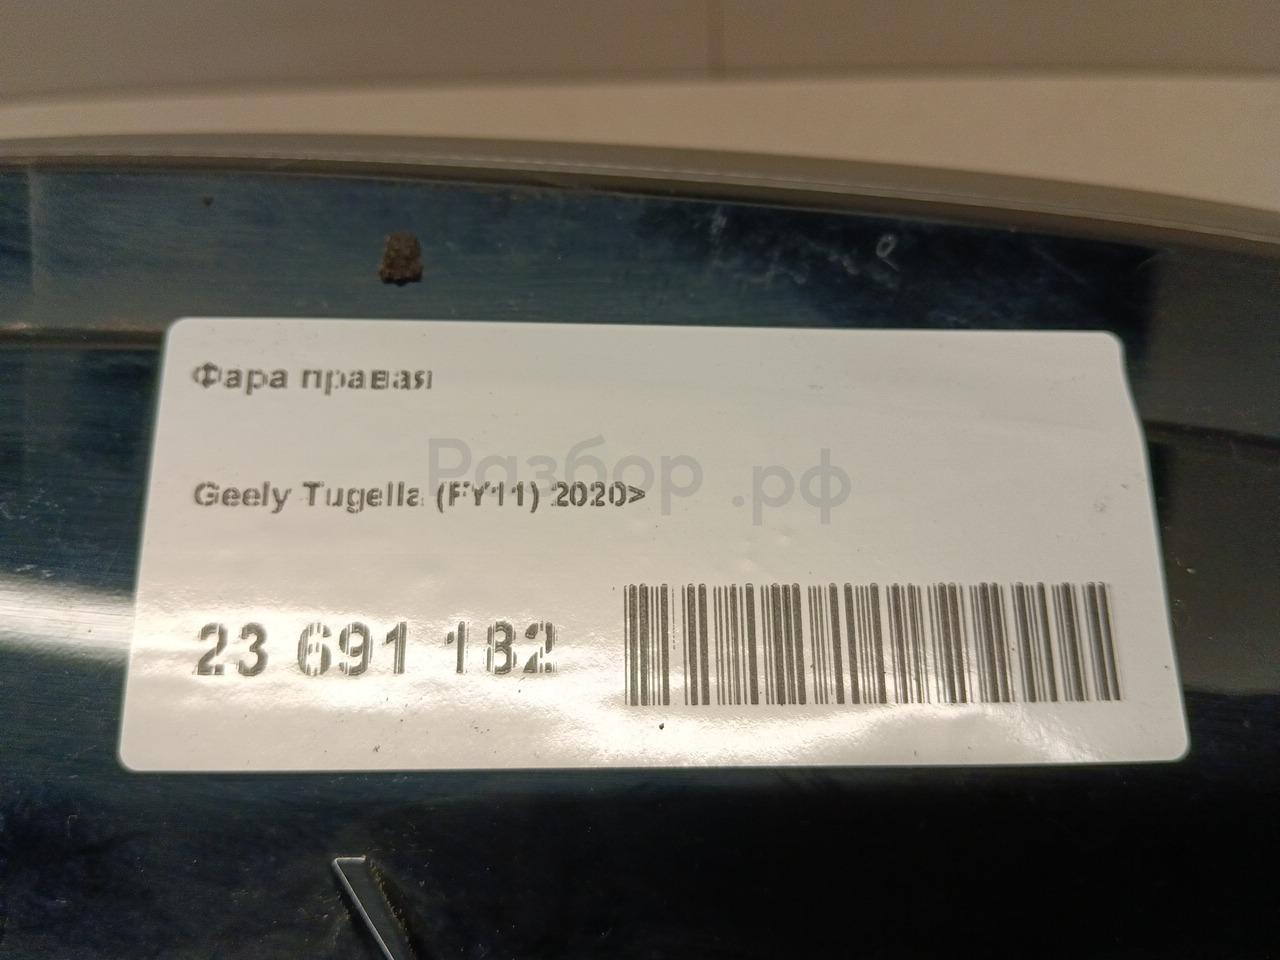 Фара правая
Разбор.рф
Geely Tugella (FY11) 2020>
23 691 182